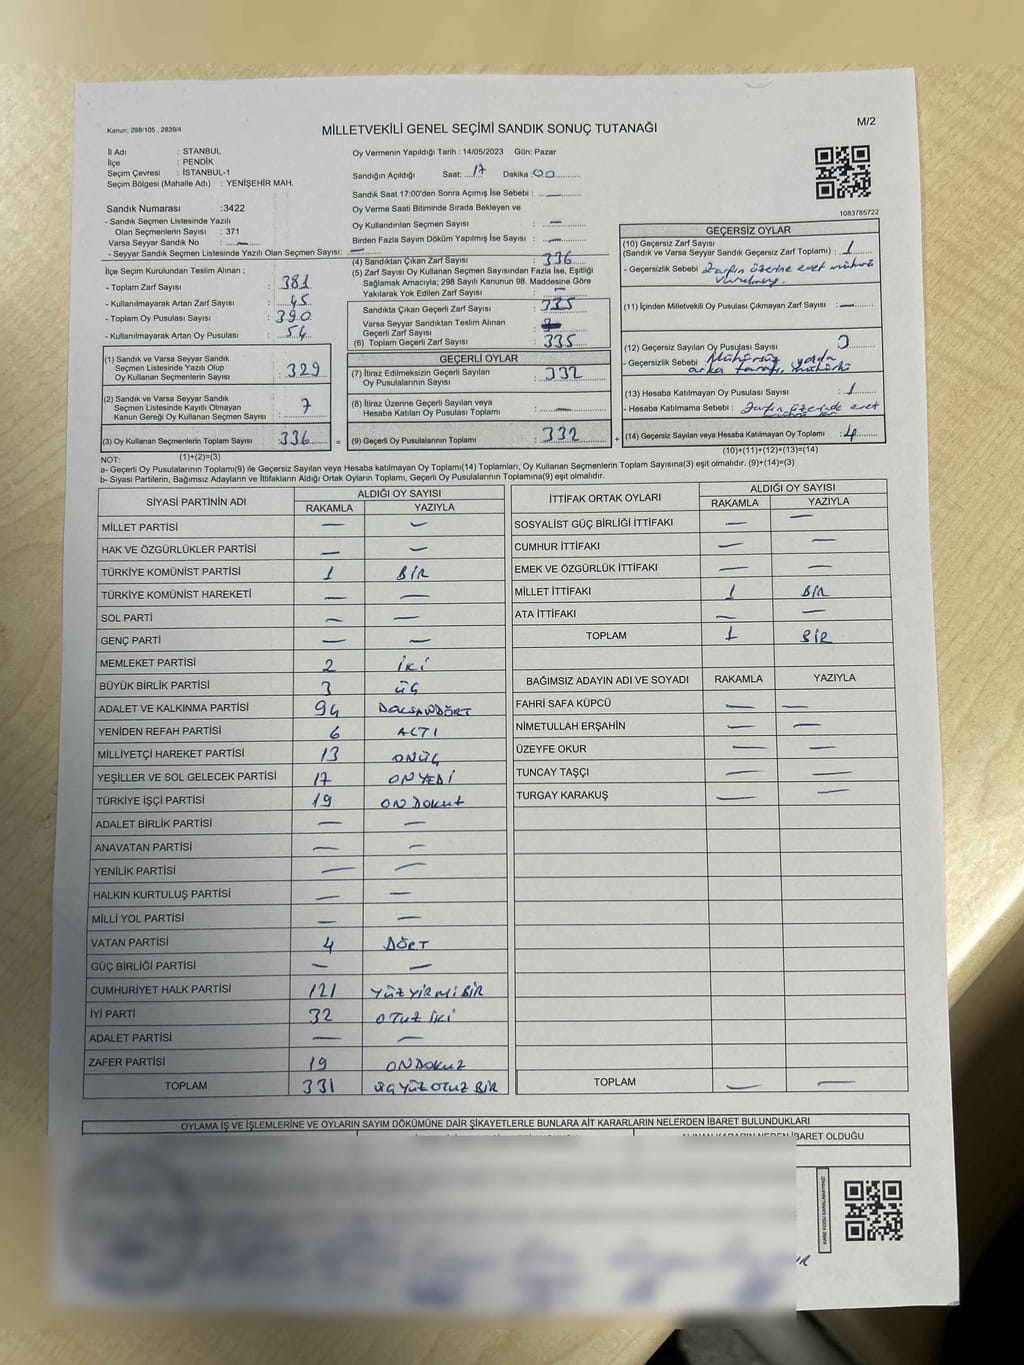 Kanun; 298/105 , 2839/4
MİLLETVEKİLİ GENEL SEÇİMİ SANDIK SONUÇ TUTANAĞI
M/2
İl Adı : STANBUL
İlçe : PENDİK
Seçim Çevresi : İSTANBUL-1
Seçim Bölgesi (Mahalle Adı) : YENİŞEHİR MAH.
Sandık Numarası :3422
- Sandık Seçmen Listesinde Yazılı
Olan Seçmenlerin Sayısı : 371
Varsa Seyyar Sandık No : —
- Seyyar Sandık Seçmen Listesinde Yazılı Olan Seçmen Sayısı: —
İlçe Seçim Kurulundan Teslim Alınan ;
- Toplam Zarf Sayısı : 381
- Kullanılmayarak Artan Zarf Sayısı : 45
- Toplam Oy Pusulası Sayısı : 390
- Kullanılmayarak Artan Oy Pusulası : 54
(1) Sandık ve Varsa Seyyar Sandık
Seçmen Listesinde Yazılı Olup
Oy Kullanan Seçmenlerin Sayısı : 329
(2) Sandık ve Varsa Seyyar Sandık
Seçmen Listesinde Kayıtlı Olmayan
Kanun Gereği Oy Kullanan Seçmen Sayısı : 7
(3) Oy Kullanan Seçmenlerin Toplam Sayısı :336
(1)+(2)=(3)
Oy Vermenin Yapıldığı Tarih : 14/05/2023 Gün: Pazar
Sandığın Açıldığı Saat: 17 Dakika :00
Sandık Saat 17:00'den Sonra Açımış İse Sebebi : —
Oy Verme Saati Bitiminde Sırada Bekleyen ve
Oy Kullandırılan Seçmen Sayısı : —
Birden Fazla Sayım Döküm Yapılmış İse Sayısı : —
(4) Sandıktan Çıkan Zarf Sayısı : 336
(5) Zarf Sayısı Oy Kullanan Seçmen Sayısından Fazla İse, Eşitliği
Sağlamak Amacıyla; 298 Sayılı Kanunun 98. Maddesine Göre
Yakılarak Yok Edilen Zarf Sayısı : —
Sandıkta Çıkan Geçerli Zarf Sayısı : 335
Varsa Seyyar Sandıktan Teslim Alınan
Geçerli Zarf Sayısı :
(6) Toplam Geçerli Zarf Sayısı : 335
GEÇERLİ OYLAR
(7) İtiraz Edilmeksizin Geçerli Sayılan
Oy Pusulalarının Sayısı : 332
(8) İtiraz Üzerine Geçerli Sayılan veya
Hesaba Katılan Oy Pusulası Toplamı : —
= (9) Geçerli Oy Pusulalarının Toplamı : 332
1083785722
GEÇERSİZ OYLAR
(10) Geçersiz Zarf Sayısı
(Sandık ve Varsa Seyyar Sandık Geçersiz Zarf Toplamı) : 1
- Geçersizlik Sebebi : Zarfın üzerine evet mührü
vurulmuş.
(11) İçinden Milletvekili Oy Pusulası Çıkmayan Zarf Sayısı : —
(12) Geçersiz Sayılan Oy Pusulası Sayısı :
- Geçersizlik Sebebi : Mühürsüz yada
arka tarafı mühürlü
(13) Hesaba Katılmayan Oy Pusulası Sayısı : 1
- Hesaba Katılmama Sebebi : Zarfın üzerinde evet
+ (14) Geçersiz Sayılan veya Hesaba Katılmayan Oy Toplamı : 4
(10)+(11)+(12)+(13)=(14)
NOT:
a- Geçerli Oy Pusulalarının Toplamı(9) ile Geçersiz Sayılan veya Hesaba katılmayan Oy Toplamı(14) Toplamları, Oy Kullanan Seçmenlerin Toplam Sayısına(3) eşit olmalıdır. (9)+(14)=(3)
b- Siyasi Partilerin, Bağımsız Adayların ve İttifakların Aldığı Ortak Oyların Toplamı, Geçerli Oy Pusulalarının Toplamına(9) eşit olmalıdır.
SİYASİ PARTİNİN ADI ALDIĞI OY SAYISI
RAKAMLA YAZIYLA
MİLLET PARTİSİ — —
HAK VE ÖZGÜRLÜKLER PARTİSİ — —
TÜRKİYE KOMÜNİST PARTİSİ 1 BİR
TÜRKİYE KOMÜNİST HAREKETİ — —
SOL PARTİ — —
GENÇ PARTİ — —
MEMLEKET PARTİSİ 2 İKİ
BÜYÜK BİRLİK PARTİSİ 3 ÜÇ
ADALET VE KALKINMA PARTİSİ 94 DOKSANDÖRT
YENİDEN REFAH PARTİSİ 6 ALTI
MİLLİYETÇİ HAREKET PARTİSİ 13 ONÜÇ
YEŞİLLER VE SOL GELECEK PARTİSİ 17 ONYEDİ
TÜRKİYE İŞÇİ PARTİSİ 19 ONDOKUZ
ADALET BİRLİK PARTİSİ — —
ANAVATAN PARTİSİ — —
YENİLİK PARTİSİ — —
HALKIN KURTULUŞ PARTİSİ — —
MİLLİ YOL PARTİSİ — —
VATAN PARTİSİ 4 DÖRT
GÜÇ BİRLİĞİ PARTİSİ — —
CUMHURİYET HALK PARTİSİ 121 YÜZ YİRMİ BİR
İYİ PARTİ 32 OTUZ İKİ
ADALET PARTİSİ — —
ZAFER PARTİSİ 19 ONDOKUZ
TOPLAM 331 ÜÇ YÜZ OTUZ BİR
İTTİFAK ORTAK OYLARI ALDIĞI OY SAYISI
RAKAMLA YAZIYLA
SOSYALİST GÜÇ BİRLİĞİ İTTİFAKI — —
CUMHUR İTTİFAKI — —
EMEK VE ÖZGÜRLÜK İTTİFAKI — —
MİLLET İTTİFAKI 1 BİR
ATA İTTİFAKI — —
TOPLAM 1 BİR
BAĞIMSIZ ADAYIN ADI VE SOYADI RAKAMLA YAZIYLA
FAHRİ SAFA KÜPCÜ — —
NİMETULLAH ERŞAHİN — —
ÜZEYFE OKUR — —
TUNCAY TAŞÇI — —
TURGAY KARAKUŞ — —
TOPLAM — —
OYLAMA İŞ VE İŞLEMLERİNE VE OYLARIN SAYIM DÖKÜMÜNE DAİR ŞİKAYETLERLE BUNLARA AİT KARARLARIN NELERDEN İBARET BULUNDUKLARI
ALINAN KARARIN NEDEN İBARET OLDUĞU
KARE KODU KARALAMAYINIZ!